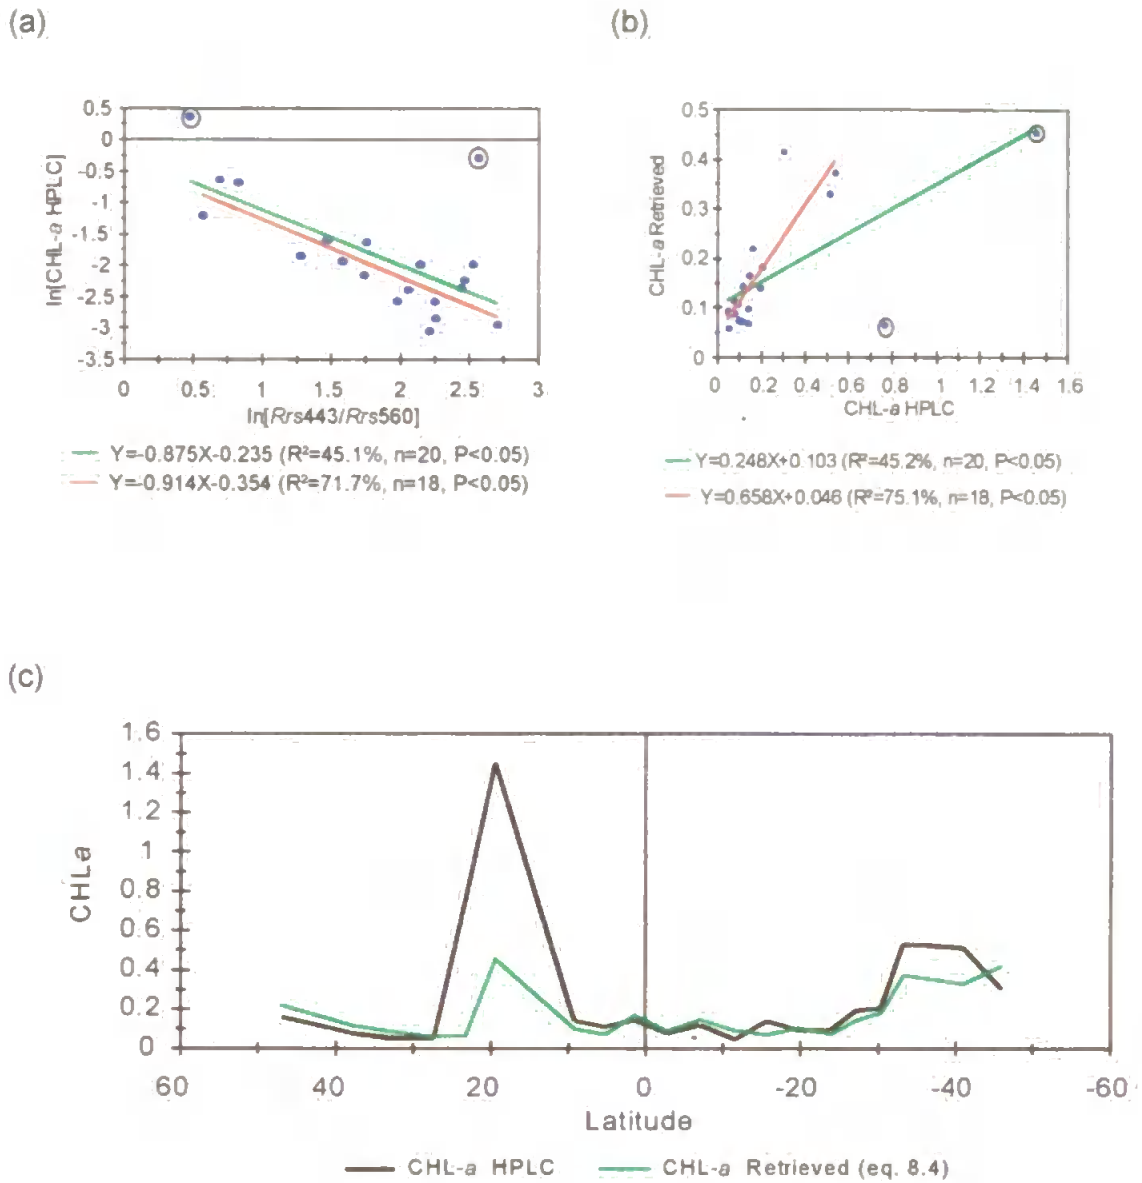 (a)
0.5
0
-0.5
-1
-1.5
-2
-2.5
-3
-3.5
ln[CHL-a HPLC]
0 0.5 1 1.5 2 2.5 3
ln[Rrs443/Rrs560]
Y=-0.875X-0.235 (R²=45.1%, n=20, P<0.05)
Y=-0.914X-0.354 (R²=71.7%, n=18, P<0.05)
(b)
0.5
0.4
0.3
0.2
0.1
0
CHL-a Retrieved
0 0.2 0.4 0.6 0.8 1 1.2 1.4 1.6
CHL-a HPLC
Y=0.248X+0.103 (R²=45.2%, n=20, P<0.05)
Y=0.658X+0.046 (R²=75.1%, n=18, P<0.05)
(c)
1.6
1.4
1.2
1
0.8
0.6
0.4
0.2
0
CHLa
60 40 20 0 -20 -40 -60
Latitude
CHL-a HPLC CHL-a Retrieved (eq. 8.4)